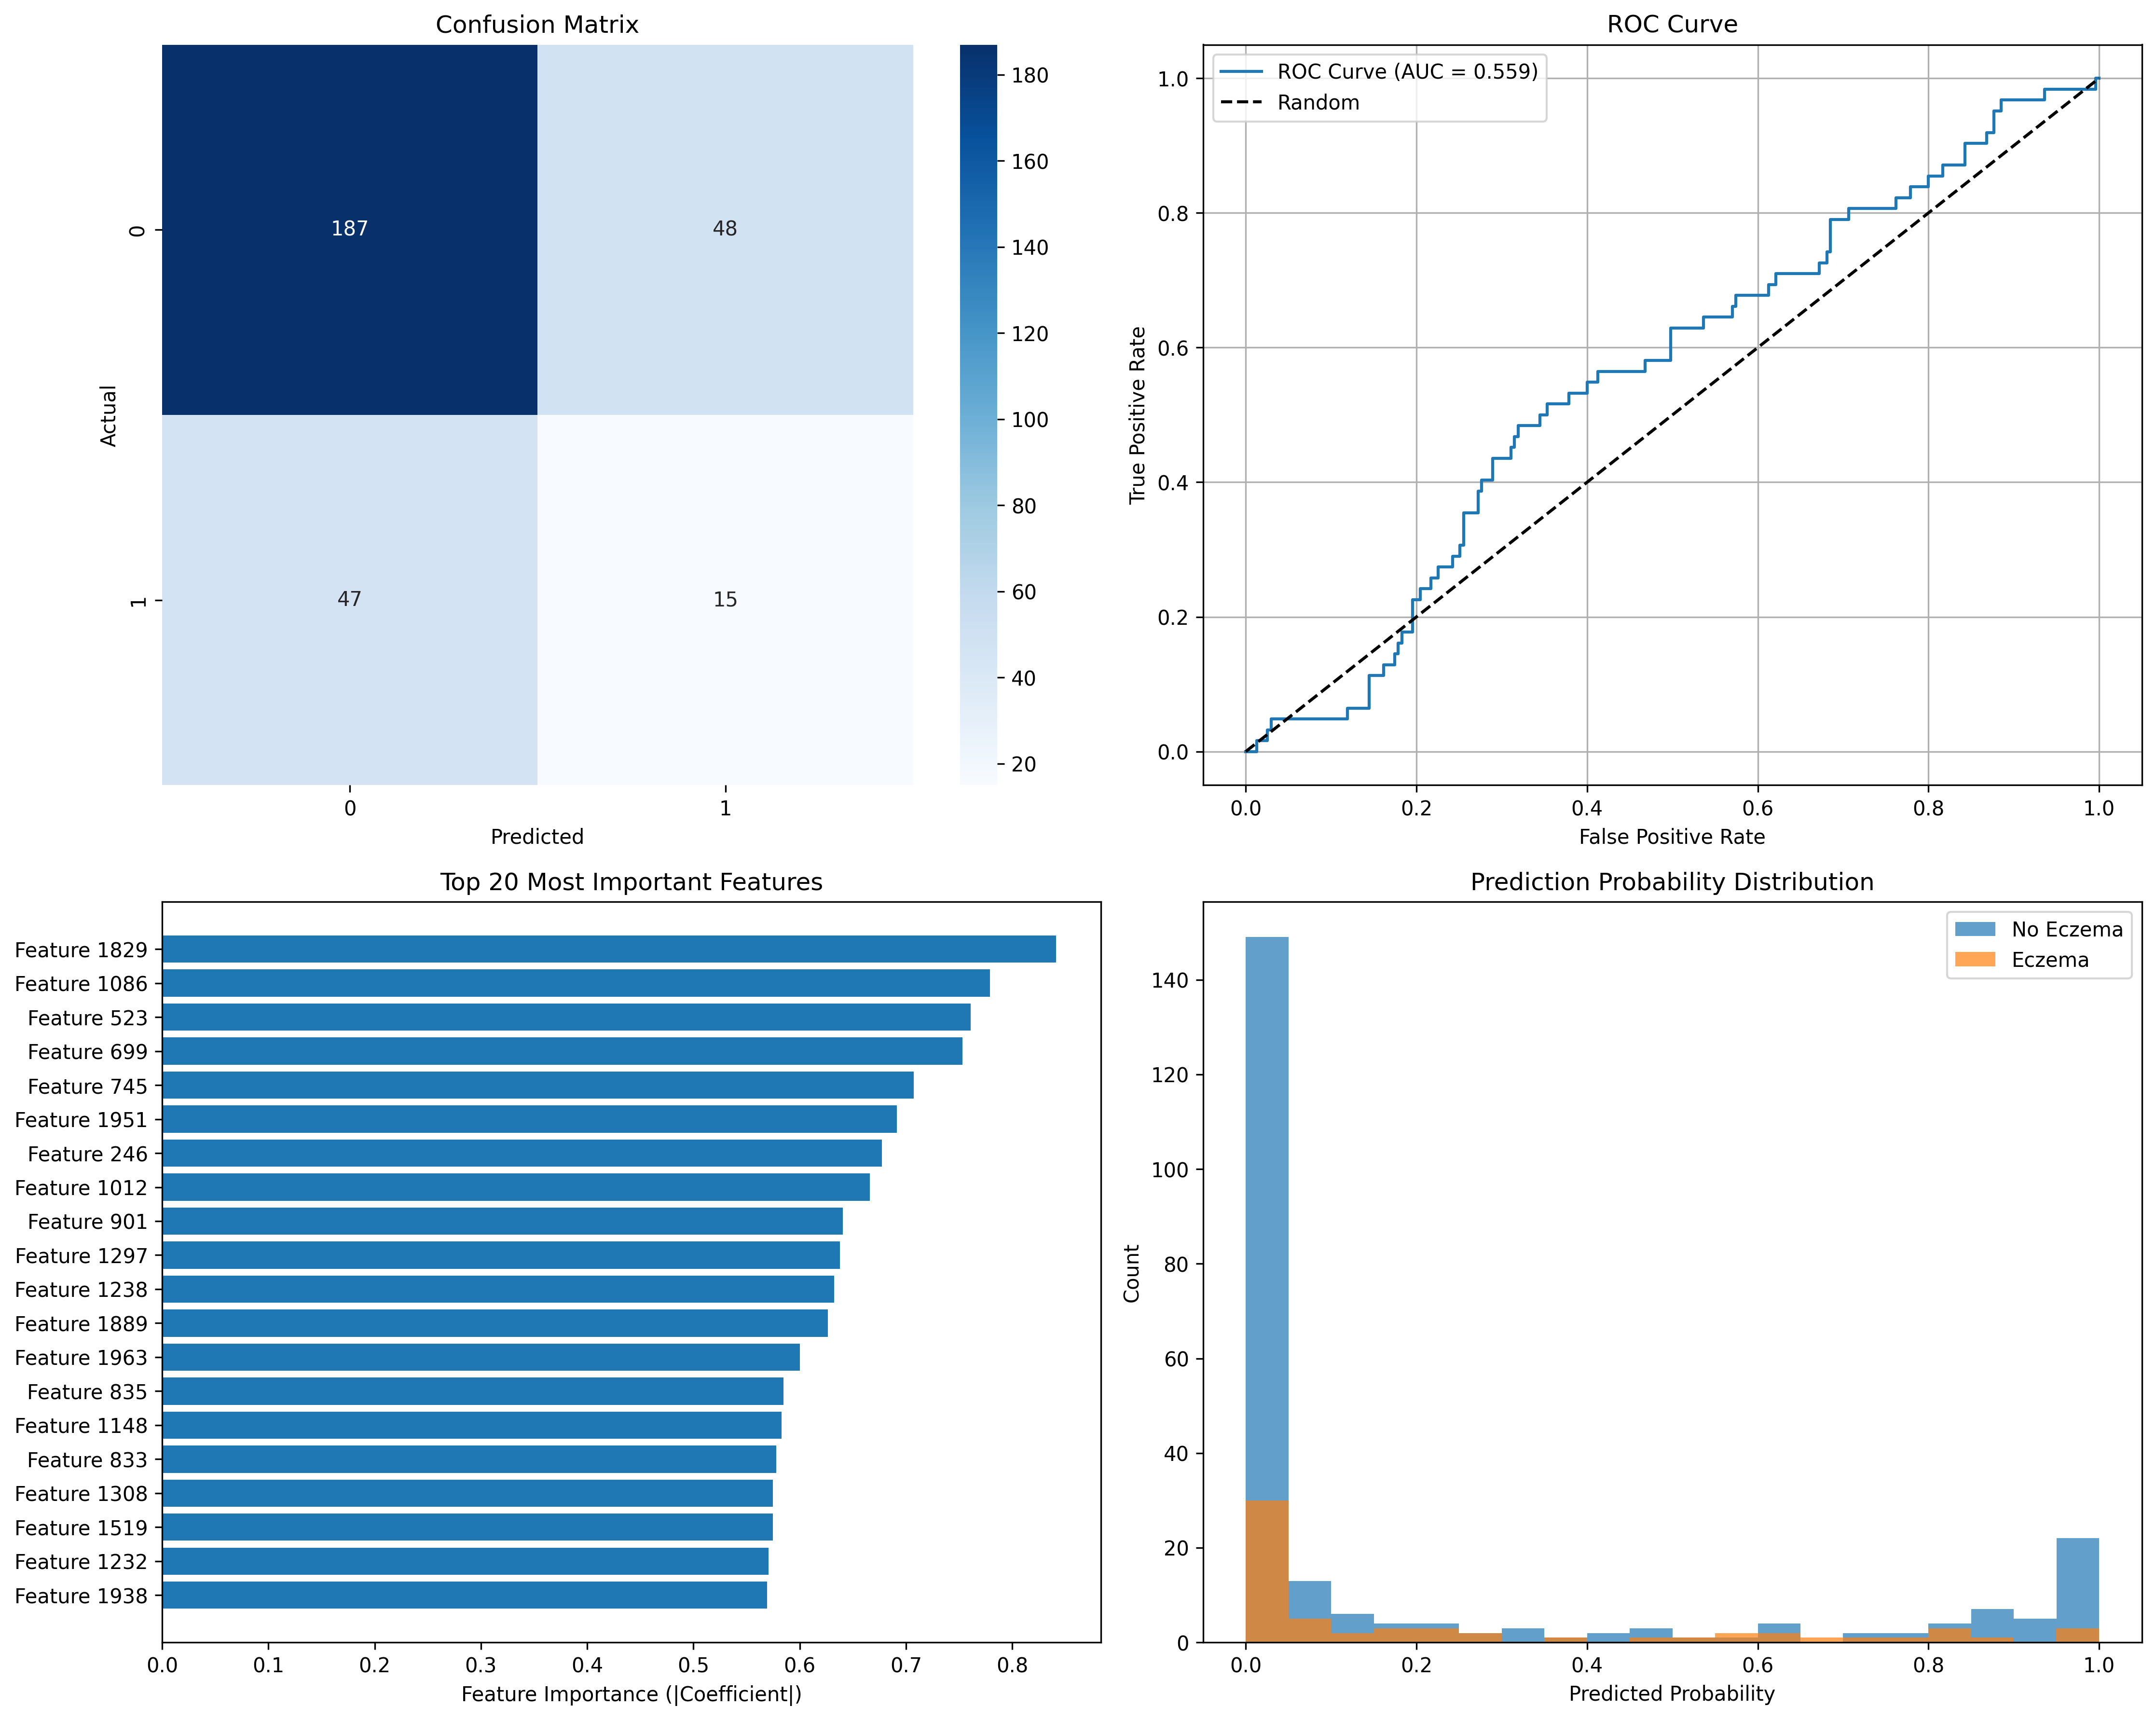 Confusion Matrix
187
48
47
15
0
1
Actual
0
1
Predicted
180
160
140
120
100
80
60
40
20
ROC Curve
ROC Curve (AUC = 0.559)
Random
1.0
0.8
0.6
0.4
0.2
0.0
True Positive Rate
0.0 0.2 0.4 0.6 0.8 1.0
False Positive Rate
Top 20 Most Important Features
Feature 1829
Feature 1086
Feature 523
Feature 699
Feature 745
Feature 1951
Feature 246
Feature 1012
Feature 901
Feature 1297
Feature 1238
Feature 1889
Feature 1963
Feature 835
Feature 1148
Feature 833
Feature 1308
Feature 1519
Feature 1232
Feature 1938
0.0 0.1 0.2 0.3 0.4 0.5 0.6 0.7 0.8
Feature Importance (|Coefficient|)
Prediction Probability Distribution
No Eczema
Eczema
140
120
100
80
60
40
20
0
Count
0.0 0.2 0.4 0.6 0.8 1.0
Predicted Probability